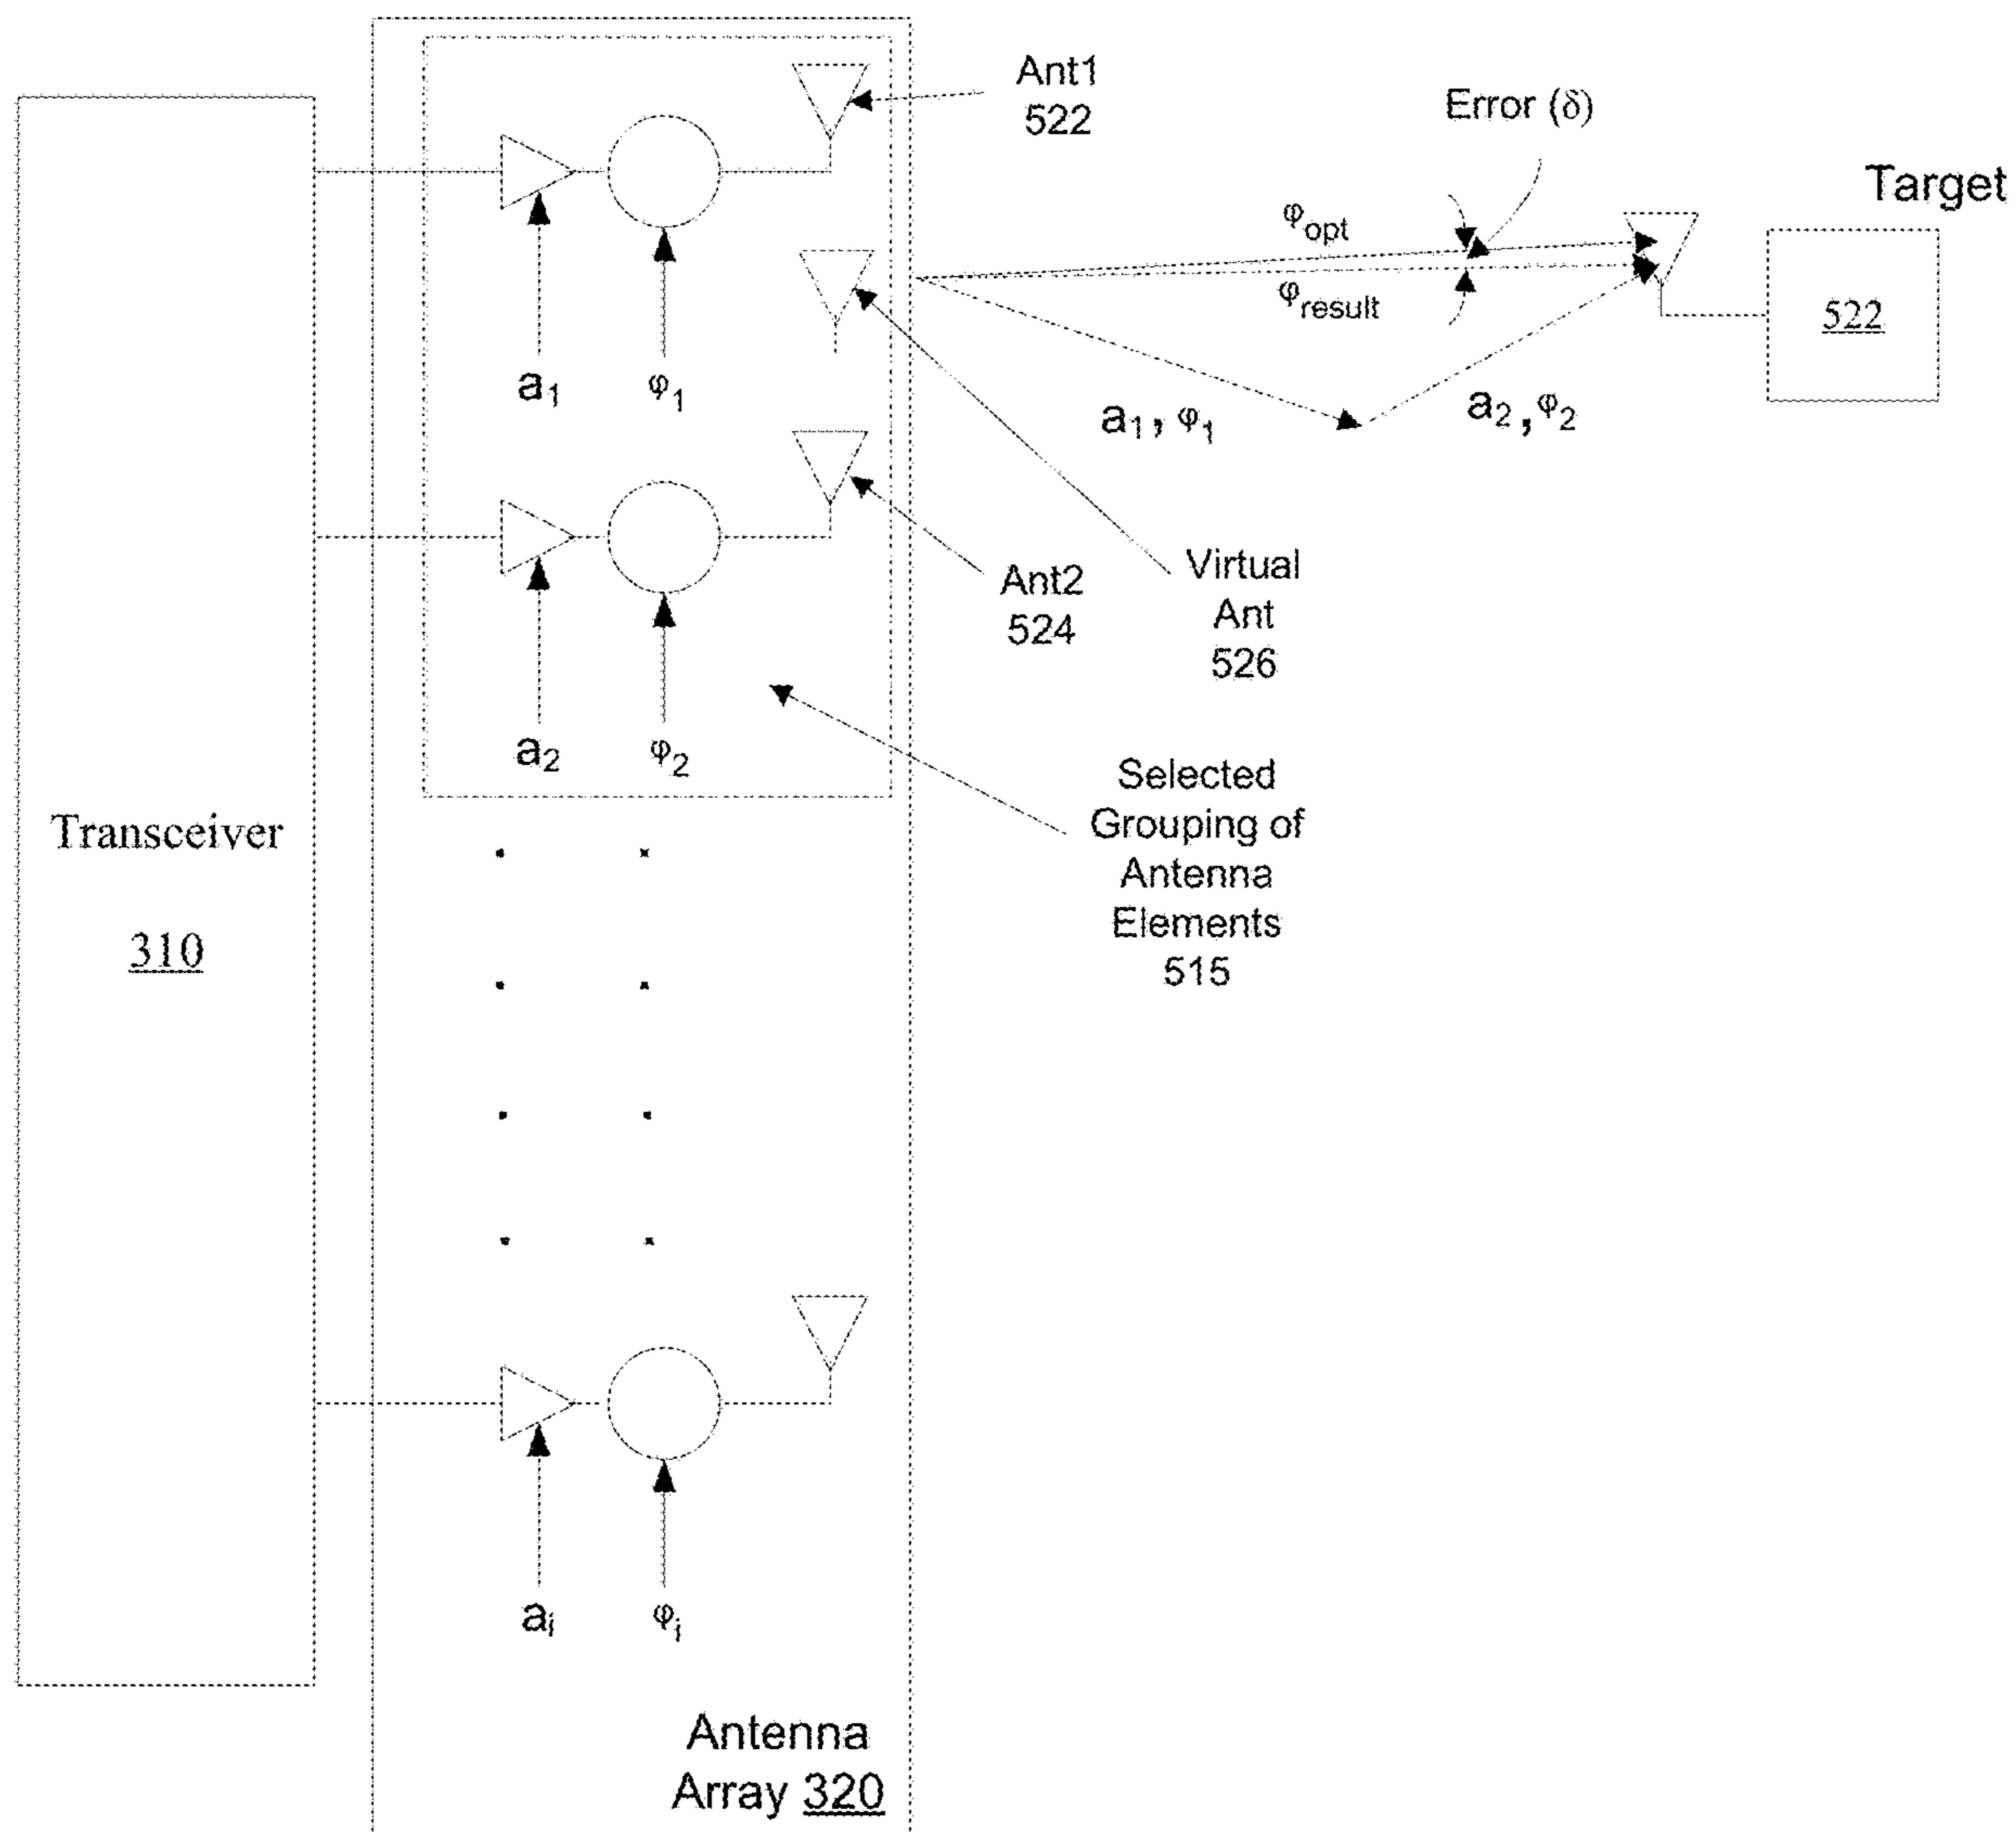 Ant1
522
Error (δ)
Target
φopt
φresult
522
a1
φ1
a1, φ1
a2, φ2
Ant2
524
Virtual
Ant
526
a2
φ2
Selected
Grouping of
Antenna
Elements
515
Transceiver
310
ai
φi
Antenna
Array 320